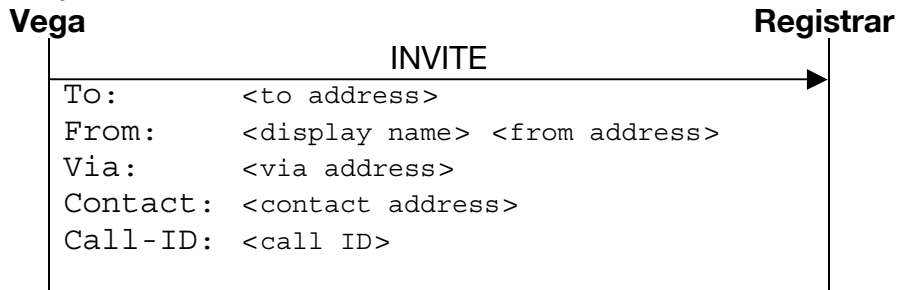 Vega Registrar
INVITE
To: <to address>
From: <display name> <from address>
Via: <via address>
Contact: <contact address>
Call-ID: <call ID>